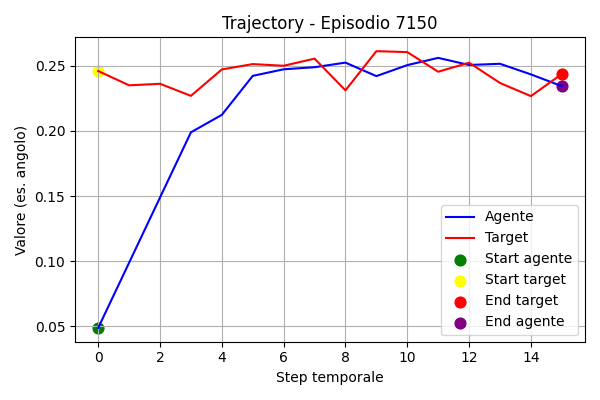 Trajectory - Episodio 7150
Valore (es. angolo)
0.25
0.20
0.15
0.10
0.05
0 2 4 6 8 10 12 14
Step temporale
Agente
Target
Start agente
Start target
End target
End agente